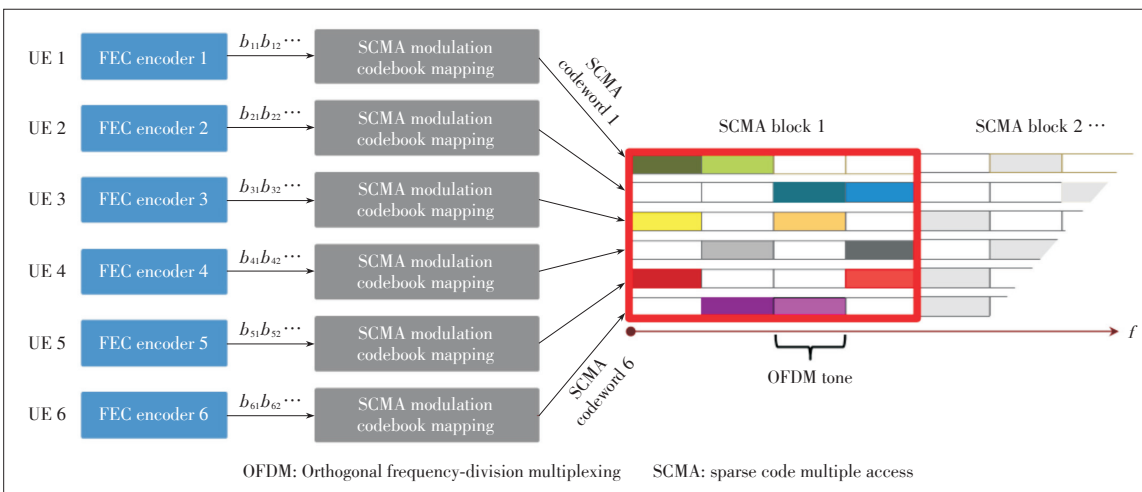 UE 1
FEC encoder 1
b₁₁b₁₂ ⋯
SCMA modulation
codebook mapping
UE 2
FEC encoder 2
b₂₁b₂₂ ⋯
SCMA modulation
codebook mapping
UE 3
FEC encoder 3
b₃₁b₃₂ ⋯
SCMA modulation
codebook mapping
UE 4
FEC encoder 4
b₄₁b₄₂ ⋯
SCMA modulation
codebook mapping
UE 5
FEC encoder 5
b₅₁b₅₂ ⋯
SCMA modulation
codebook mapping
UE 6
FEC encoder 6
b₆₁b₆₂ ⋯
SCMA modulation
codebook mapping
SCMA
codeword 1
SCMA
codeword 6
SCMA block 1
SCMA block 2 ⋯
f
OFDM tone
OFDM: Orthogonal frequency-division multiplexing SCMA: sparse code multiple access